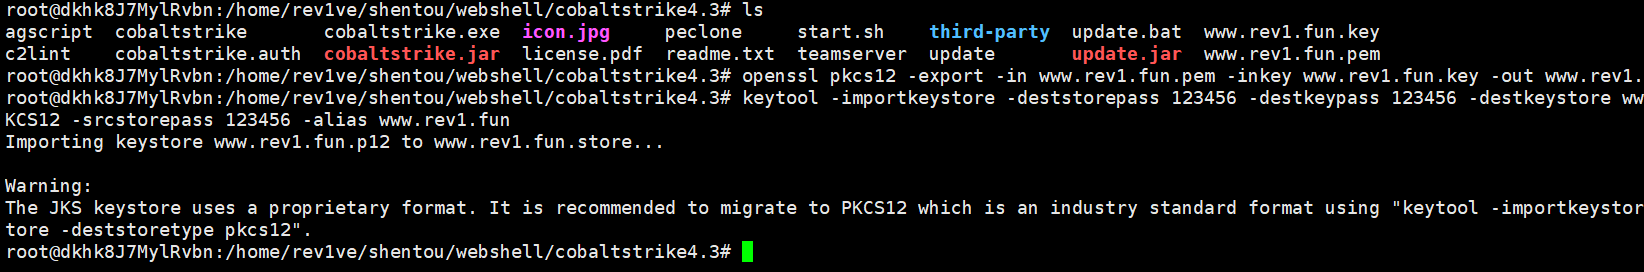 root@dkhk8J7MylRvbn:/home/rev1ve/shentou/webshell/cobaltstrike4.3# ls
agscript cobaltstrike cobaltstrike.exe icon.jpg peclone start.sh third-party update.bat www.rev1.fun.key
c2lint cobaltstrike.auth cobaltstrike.jar license.pdf readme.txt teamserver update update.jar www.rev1.fun.pem
root@dkhk8J7MylRvbn:/home/rev1ve/shentou/webshell/cobaltstrike4.3# openssl pkcs12 -export -in www.rev1.fun.pem -inkey www.rev1.fun.key -out www.rev1.
root@dkhk8J7MylRvbn:/home/rev1ve/shentou/webshell/cobaltstrike4.3# keytool -importkeystore -deststorepass 123456 -destkeypass 123456 -destkeystore ww
KCS12 -srcstorepass 123456 -alias www.rev1.fun
Importing keystore www.rev1.fun.p12 to www.rev1.fun.store...
Warning:
The JKS keystore uses a proprietary format. It is recommended to migrate to PKCS12 which is an industry standard format using "keytool -importkeystor
tore -deststoretype pkcs12".
root@dkhk8J7MylRvbn:/home/rev1ve/shentou/webshell/cobaltstrike4.3#